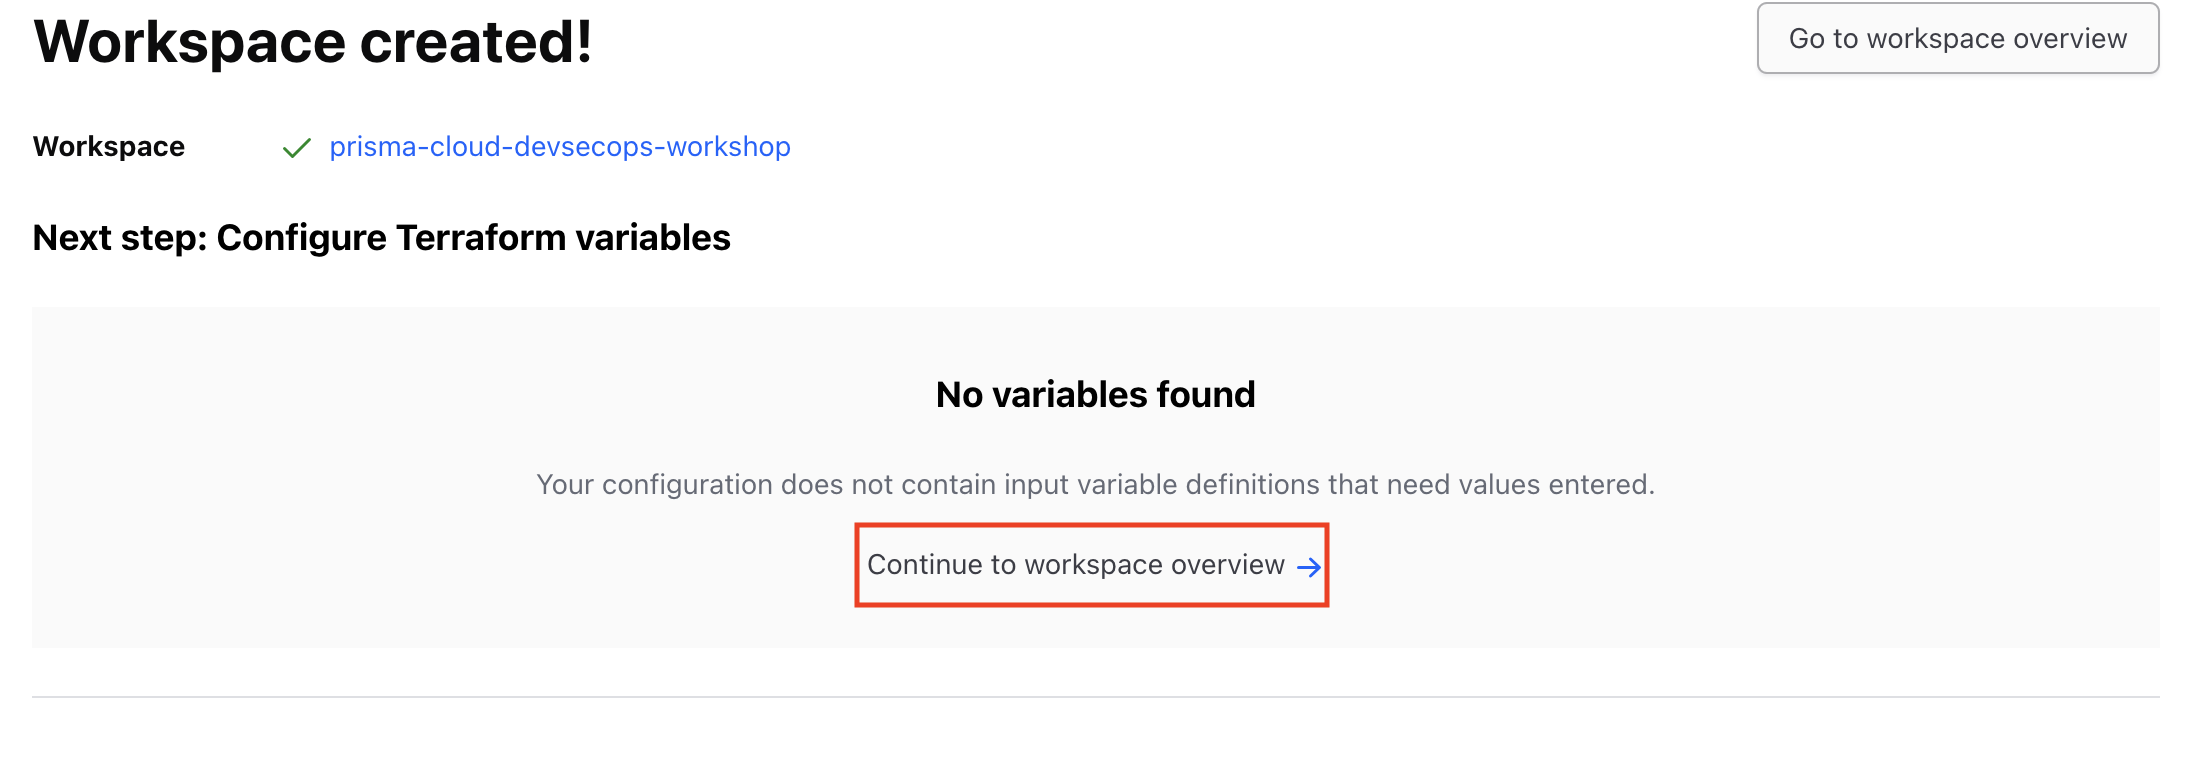 Workspace created!
Go to workspace overview
Workspace prisma-cloud-devsecops-workshop
Next step: Configure Terraform variables
No variables found
Your configuration does not contain input variable definitions that need values entered.
Continue to workspace overview →